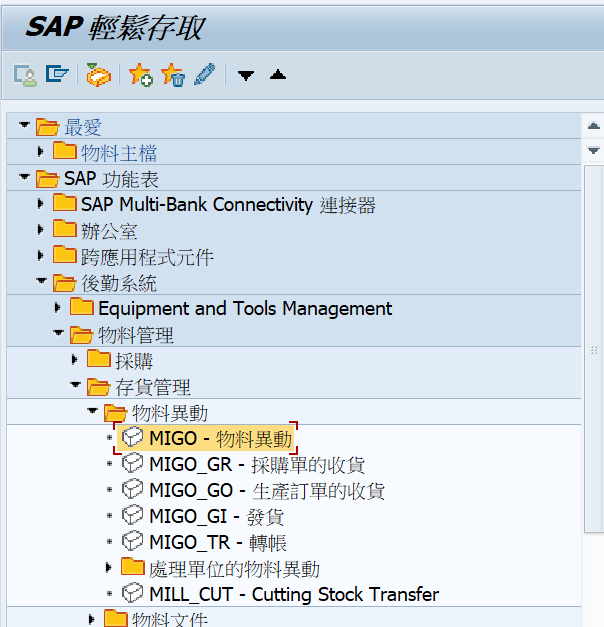 SAP 輕鬆存取
最愛
物料主檔
SAP 功能表
SAP Multi-Bank Connectivity 連接器
辦公室
跨應用程式元件
後勤系統
Equipment and Tools Management
物料管理
採購
存貨管理
物料異動
MIGO - 物料異動
MIGO_GR - 採購單的收貨
MIGO_GO - 生產訂單的收貨
MIGO_GI - 發貨
MIGO_TR - 轉帳
處理單位的物料異動
MILL_CUT - Cutting Stock Transfer
物料文件